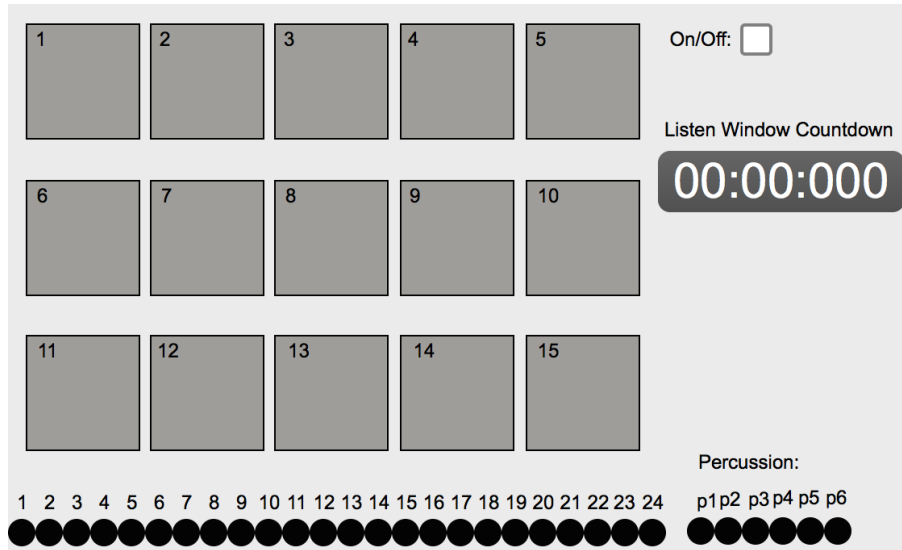 1 2 3 4 5 On/Off:
Listen Window Countdown
00:00:000
6 7 8 9 10
11 12 13 14 15
Percussion:
1 2 3 4 5 6 7 8 9 10 11 12 13 14 15 16 17 18 19 20 21 22 23 24 p1 p2 p3 p4 p5 p6